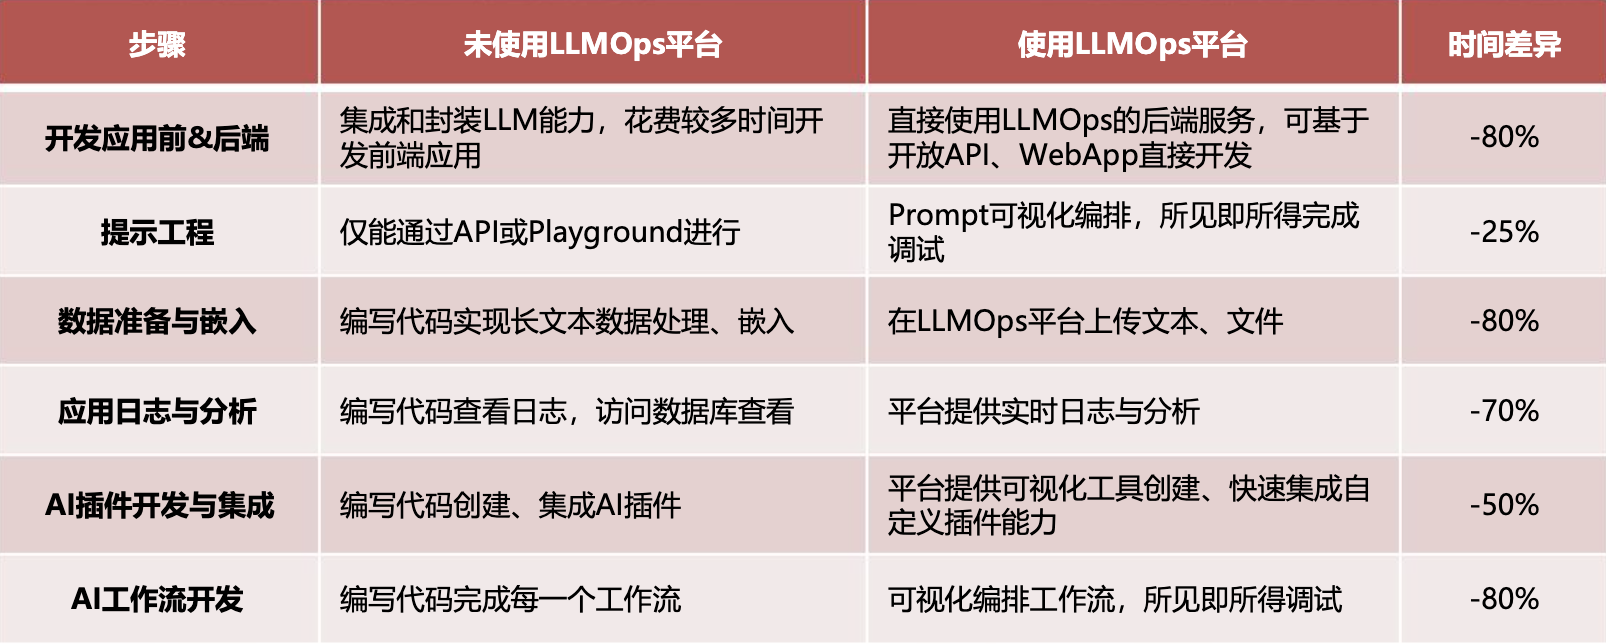 步骤
未使用LLMOps平台
使用LLMOps平台
时间差异
开发应用前&后端
集成和封装LLM能力，花费较多时间开
发前端应用
直接使用LLMOps的后端服务，可基于
开放API、WebApp直接开发
-80%
提示工程
仅能通过API或Playground进行
Prompt可视化编排，所见即所得完成
调试
-25%
数据准备与嵌入
编写代码实现长文本数据处理、嵌入
在LLMOps平台上传文本、文件
-80%
应用日志与分析
编写代码查看日志，访问数据库查看
平台提供实时日志与分析
-70%
AI插件开发与集成
编写代码创建、集成AI插件
平台提供可视化工具创建、快速集成自
定义插件能力
-50%
AI工作流开发
编写代码完成每一个工作流
可视化编排工作流，所见即所得调试
-80%